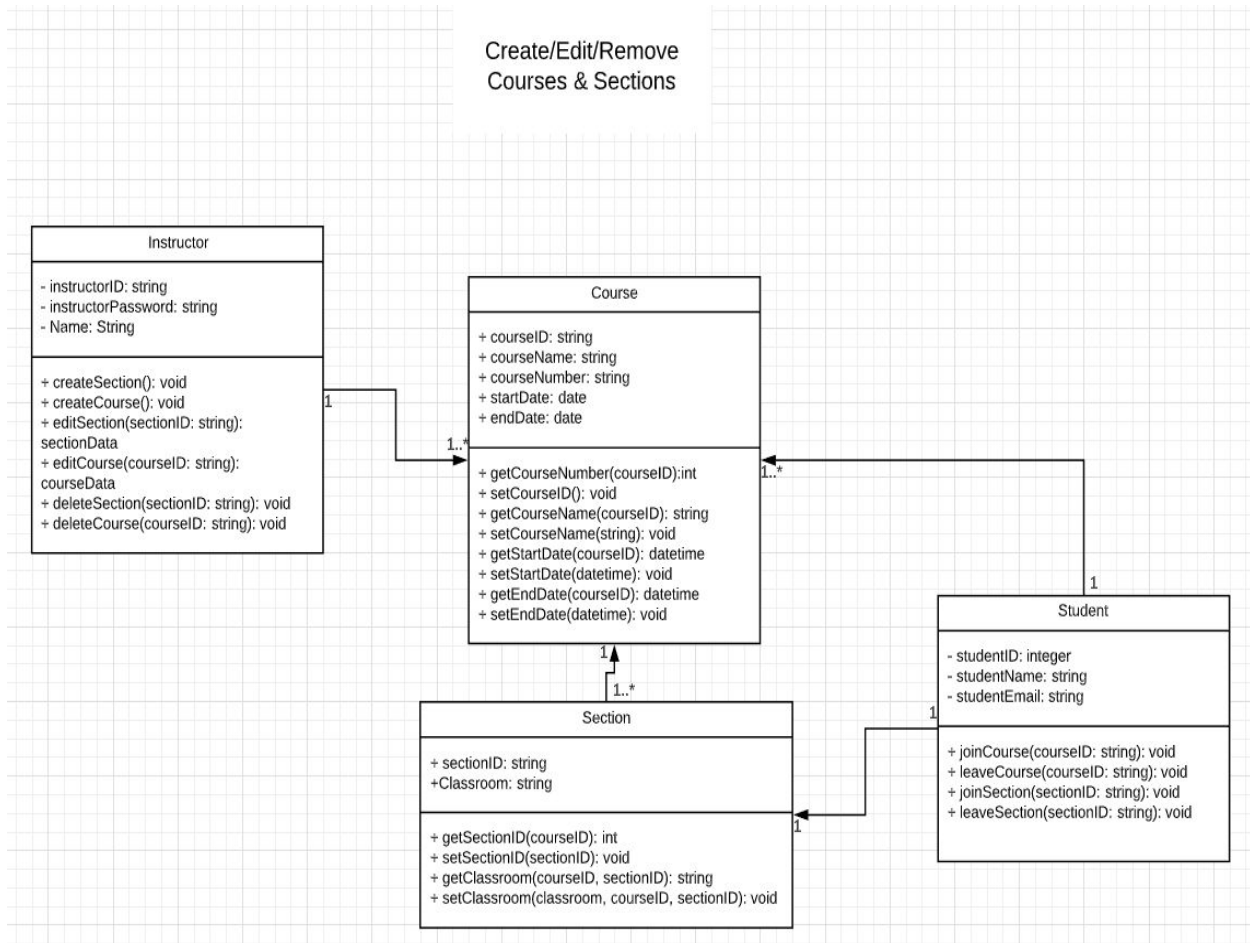 Create/Edit/Remove
Courses & Sections
Instructor
- instructorID: string
- instructorPassword: string
- Name: String
+ createSection(): void
+ createCourse(): void
+ editSection(sectionID: string):
sectionData
+ editCourse(courseID: string):
courseData
+ deleteSection(sectionID: string): void
+ deleteCourse(courseID: string): void
1
1..*
Course
+ courseID: string
+ courseName: string
+ courseNumber: string
+ startDate: date
+ endDate: date
+ getCourseNumber(courseID):int
+ setCourseID(): void
+ getCourseName(courseID): string
+ setCourseName(string): void
+ getStartDate(courseID): datetime
+ setStartDate(datetime): void
+ getEndDate(courseID): datetime
+ setEndDate(datetime): void
1..*
1
1
1..*
Student
- studentID: integer
- studentName: string
- studentEmail: string
+ joinCourse(courseID: string): void
+ leaveCourse(courseID: string): void
+ joinSection(sectionID: string): void
+ leaveSection(sectionID: string): void
1
1
Section
+ sectionID: string
+Classroom: string
+ getSectionID(courseID): int
+ setSectionID(sectionID): void
+ getClassroom(courseID, sectionID): string
+ setClassroom(classroom, courseID, sectionID): void